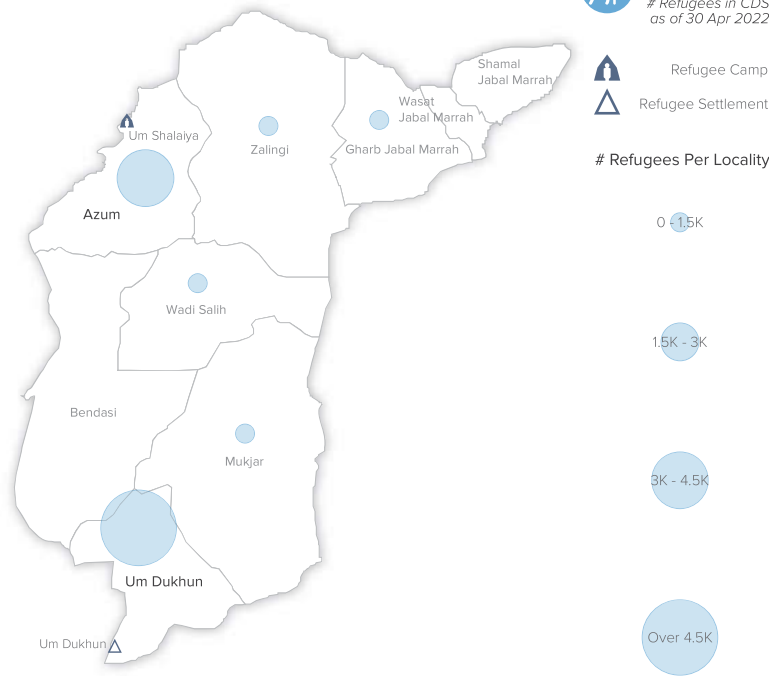 # Refugees in CDS
as of 30 Apr 2022
Refugee Camp
Refugee Settlement
# Refugees Per Locality
0 - 1.5K
1.5K - 3K
3K - 4.5K
Over 4.5K
Shamal
Jabal Marrah
Wasat
Jabal Marrah
Gharb Jabal Marrah
Zalingi
Um Shalaiya
Azum
Wadi Salih
Bendasi
Mukjar
Um Dukhun
Um Dukhun